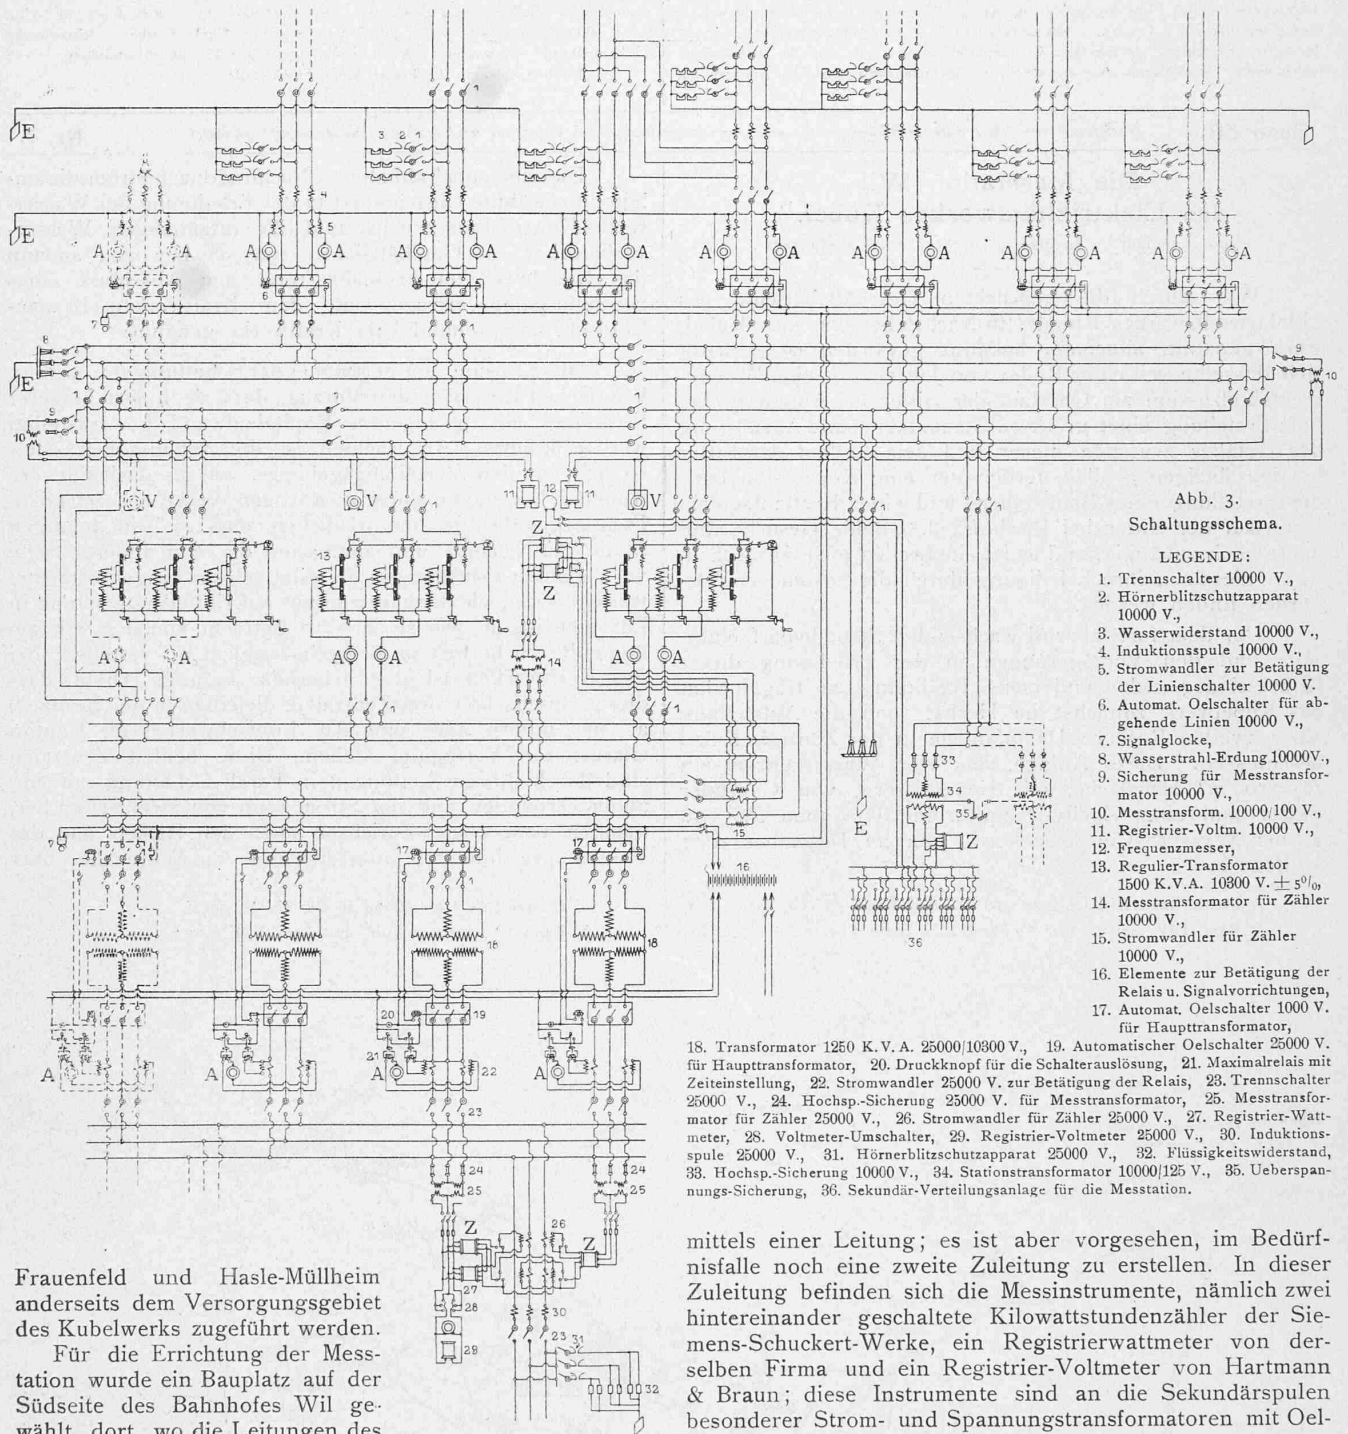 Abb. 3.
Schaltungsschema.
LEGENDE:
1. Trennschalter 10000 V.,
2. Hörnerblitzschutzapparat
10000 V.,
3. Wasserwiderstand 10000 V.,
4. Induktionsspule 10000 V.,
5. Stromwandler zur Betätigung
der Linienschalter 10000 V.
6. Automat. Oelschalter für ab-
gehende Linien 10000 V.,
7. Signalglocke,
8. Wasserstrahl-Erdung 10000V.,
9. Sicherung für Messtransfor-
mator 10000 V.,
10. Messtransform. 10000/100 V.,
11. Registrier-Voltm. 10000 V.,
12. Frequenzmesser,
13. Regulier-Transformator
1500 K.V.A. 10300 V. ± 5%,
14. Messtransformator für Zähler
10000 V.,
15. Stromwandler für Zähler
10000 V.,
16. Elemente zur Betätigung der
Relais u. Signalvorrichtungen,
17. Automat. Oelschalter 1000 V.
für Haupttransformator,
18. Transformator 1250 K. V. A. 25000/10300 V., 19. Automatischer Oelschalter 25000 V.
für Haupttransformator, 20. Druckknopf für die Schalterauslösung, 21. Maximalrelais mit
Zeiteinstellung, 22. Stromwandler 25000 V. zur Betätigung der Relais, 23. Trennschalter
25000 V., 24. Hochsp.-Sicherung 25000 V. für Messtransformator, 25. Messtransfor-
mator für Zähler 25000 V., 26. Stromwandler für Zähler 25000 V., 27. Registrier-Watt-
meter, 28. Voltmeter-Umschalter, 29. Registrier-Voltmeter 25000 V., 30. Induktions-
spule 25000 V., 31. Hörnerblitzschutzapparat 25000 V., 32. Flüssigkeitswiderstand,
33. Hochsp.-Sicherung 10000 V., 34. Stationstransformator 10000/125 V., 35. Ueberspan-
nungs-Sicherung, 36. Sekundär-Verteilungsanlage für die Messtation.
Frauenfeld und Hasle-Müllheim
anderseits dem Versorgungsgebiet
des Kubelwerks zugeführt werden.
Für die Errichtung der Mess-
tation wurde ein Bauplatz auf der
Südseite des Bahnhofes Wil ge-
wählt, dort, wo die Leitungen des
mittels einer Leitung; es ist aber vorgesehen, im Bedürf-
nisfalle noch eine zweite Zuleitung zu erstellen. In dieser
Zuleitung befinden sich die Messinstrumente, nämlich zwei
hintereinander geschaltete Kilowattstundenzähler der Sie-
mens-Schuckert-Werke, ein Registrierwattmeter von der-
selben Firma und ein Registrier-Voltmeter von Hartmann
& Braun; diese Instrumente sind an die Sekundärspulen
besonderer Strom- und Spannungstransformatoren mit Oel-